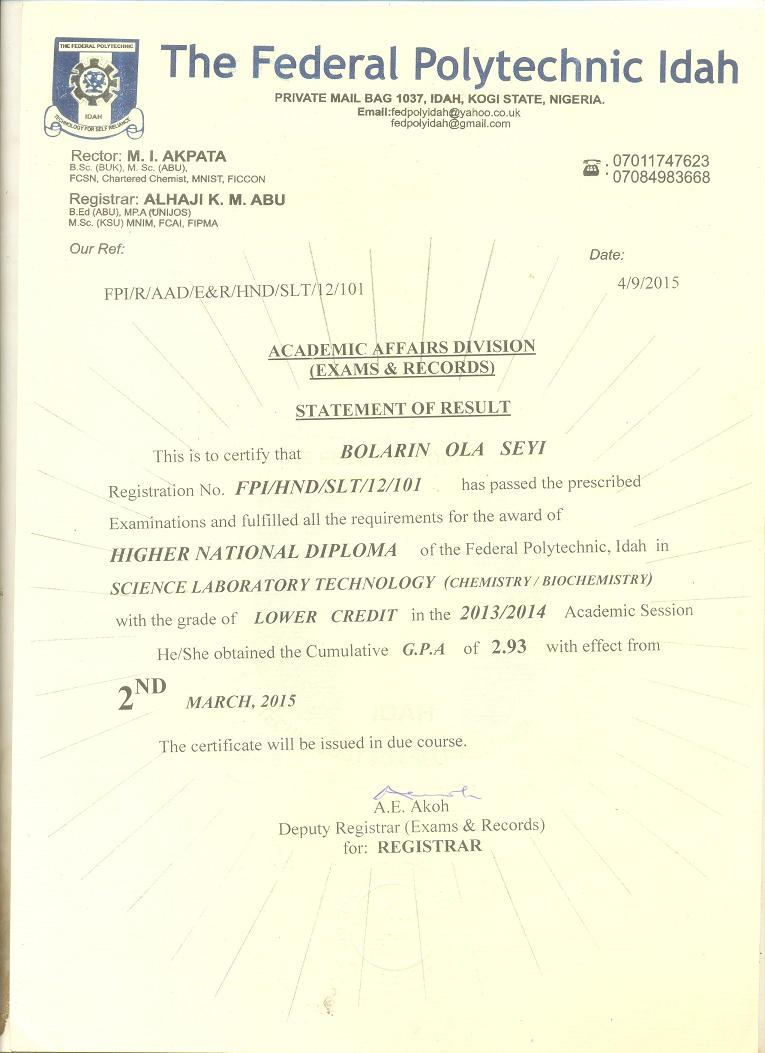 THE FEDERAL POLYTECHNIC
IDAH
TECHNOLOGY FOR SELF RELIANCE
The Federal Polytechnic Idah
PRIVATE MAIL BAG 1037, IDAH, KOGI STATE, NIGERIA.
Email:fedpolyidah@yahoo.co.uk
fedpolyidah@gmail.com
Rector: M. I. AKPATA
B.Sc. (BUK), M. Sc. (ABU),
FCSN, Chartered Chemist, MNIST, FICCON
07011747623
07084983668
Registrar: ALHAJI K. M. ABU
B.Ed (ABU), MP.A (UNIJOS)
M.Sc. (KSU) MNIM, FCAI, FIPMA
Our Ref:
Date:
FPI/R/AAD/E&R/HND/SLT/12/101
4/9/2015
ACADEMIC AFFAIRS DIVISION
(EXAMS & RECORDS)
STATEMENT OF RESULT
This is to certify that BOLARIN OLA SEYI
Registration No. FPI/HND/SLT/12/101 has passed the prescribed
Examinations and fulfilled all the requirements for the award of
HIGHER NATIONAL DIPLOMA of the Federal Polytechnic, Idah in
SCIENCE LABORATORY TECHNOLOGY (CHEMISTRY / BIOCHEMISTRY)
with the grade of LOWER CREDIT in the 2013/2014 Academic Session
He/She obtained the Cumulative G.P.A of 2.93 with effect from
2ND MARCH, 2015
IDAH
The certificate will be issued in due course.
A.E. Akoh
Deputy Registrar (Exams & Records)
for: REGISTRAR